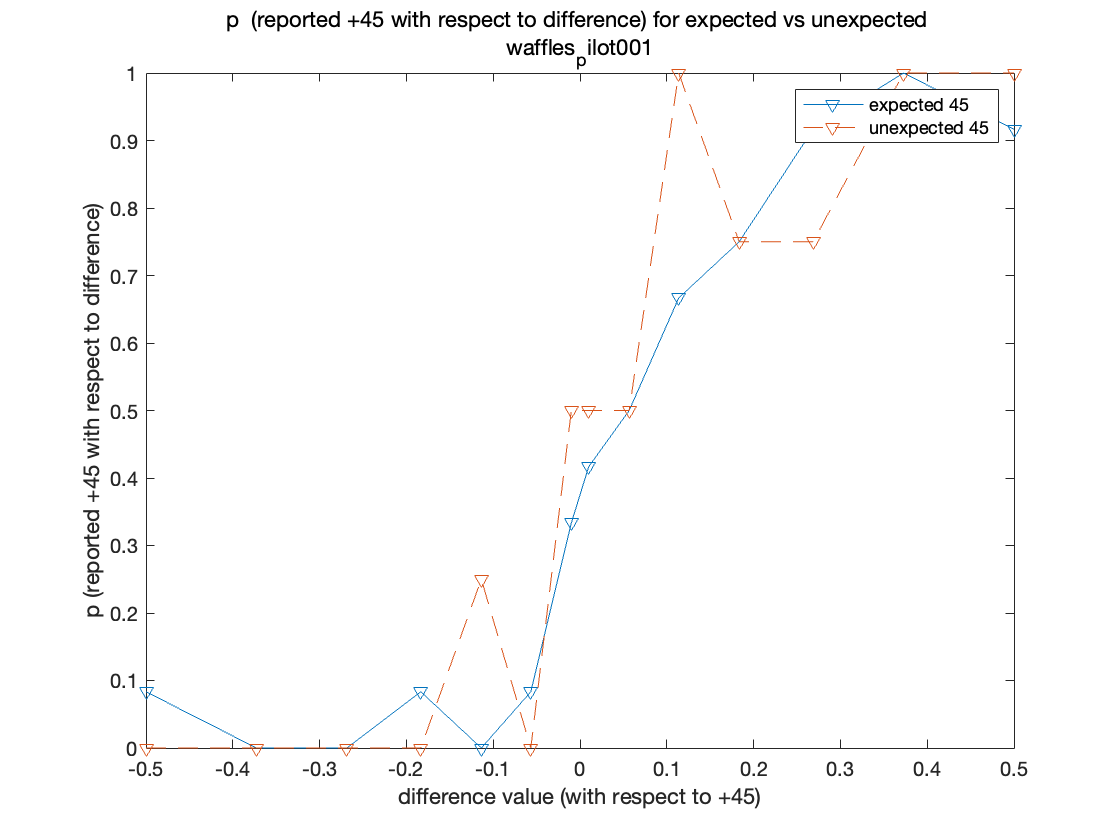 p  (reported +45 with respect to difference) for expected vs unexpected
wafflespilot001
1
0.9
0.8
0.7
0.6
0.5
0.4
0.3
0.2
0.1
0
p (reported +45 with respect to difference)
expected 45
unexpected 45
-0.5 -0.4 -0.3 -0.2 -0.1 0 0.1 0.2 0.3 0.4 0.5
difference value (with respect to +45)